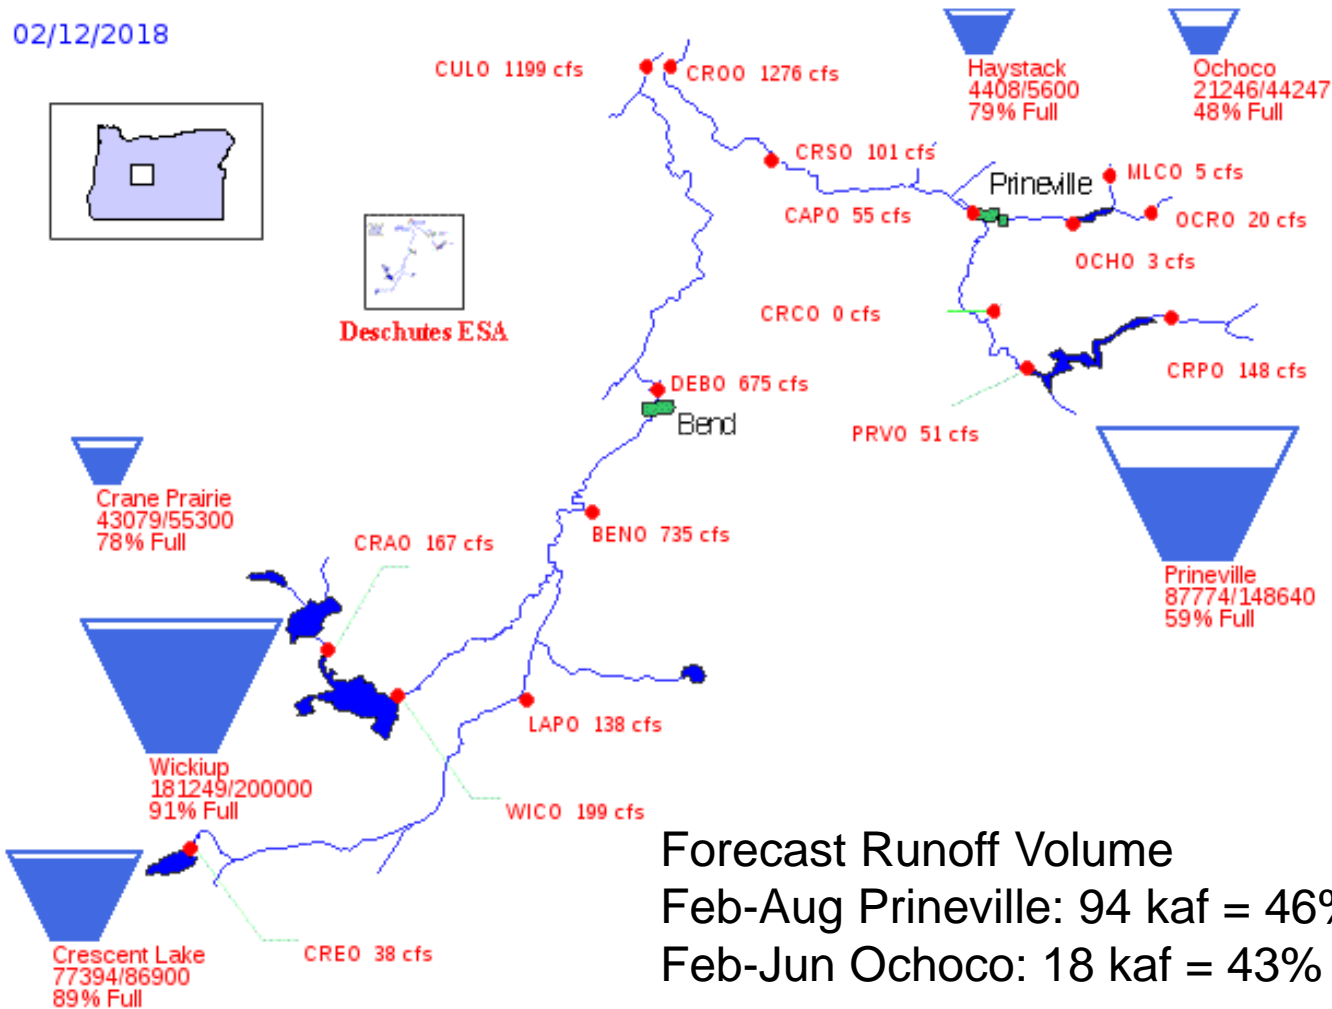 02/12/2018
CULO 1199 cfs
CROO 1276 cfs
Haystack
4408/5600
79% Full
Ochoco
21246/44247
48% Full
CRSO 101 cfs
Prineville
MLCO 5 cfs
CAPO 55 cfs
OCRO 20 cfs
OCHO 3 cfs
Deschutes ESA
CRCO 0 cfs
CRPO 148 cfs
DEBO 675 cfs
Bend
PRVO 51 cfs
Crane Prairie
43079/55300
78% Full
CRAO 167 cfs
BENO 735 cfs
Prineville
87774/148640
59% Full
LAPO 138 cfs
Wickiup
181249/200000
91% Full
WICO 199 cfs
CREO 38 cfs
Crescent Lake
77394/86900
89% Full
Forecast Runoff Volume
Feb-Aug Prineville: 94 kaf = 46%
Feb-Jun Ochoco: 18 kaf = 43%